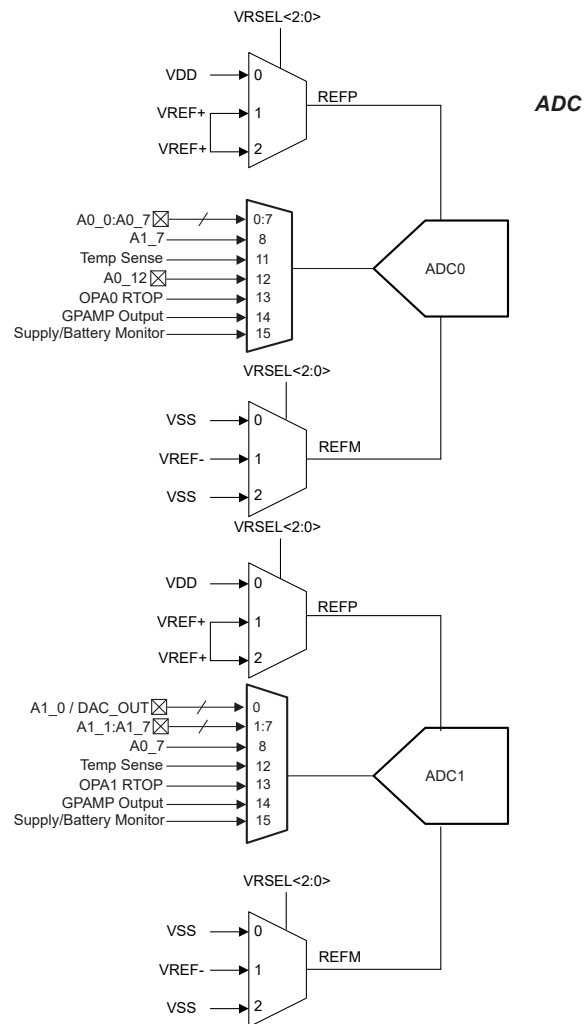 VRSEL<2:0>
VDD
0
VREF+
1
REFP
VREF+
2
ADC
A0_0:A0_7
0:7
A1_7
8
Temp Sense
11
A0_12
12
OPA0 RTOP
13
GPAMP Output
14
Supply/Battery Monitor
15
ADC0
VRSEL<2:0>
VSS
0
VREF-
1
REFM
VSS
2
VRSEL<2:0>
VDD
0
VREF+
1
REFP
VREF+
2
A1_0 / DAC_OUT
0
A1_1:A1_7
1:7
A0_7
8
Temp Sense
12
OPA1 RTOP
13
GPAMP Output
14
Supply/Battery Monitor
15
ADC1
VRSEL<2:0>
VSS
0
VREF-
1
REFM
VSS
2